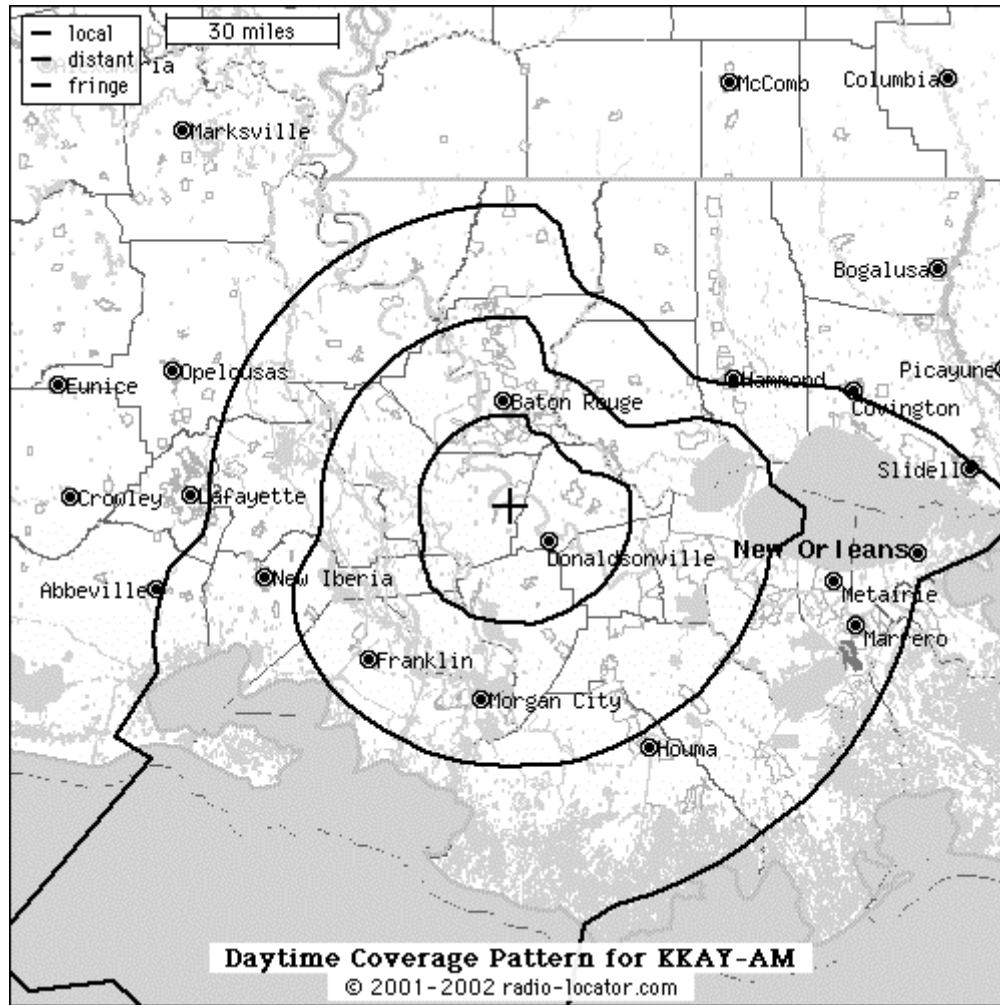 local
distant
fringe
30 miles
Alexandria
McComb
Columbia
Marksville
Bogalusa
Eunice
Opelousas
Picayune
Hammond
Baton Rouge
Covington
Slidell
Crowley
Lafayette
Donaldsonville
New Orleans
Abbeville
New Iberia
Metairie
Marrero
Franklin
Morgan City
Houma
Daytime Coverage Pattern for KKAY-AM
© 2001-2002 radio-locator.com